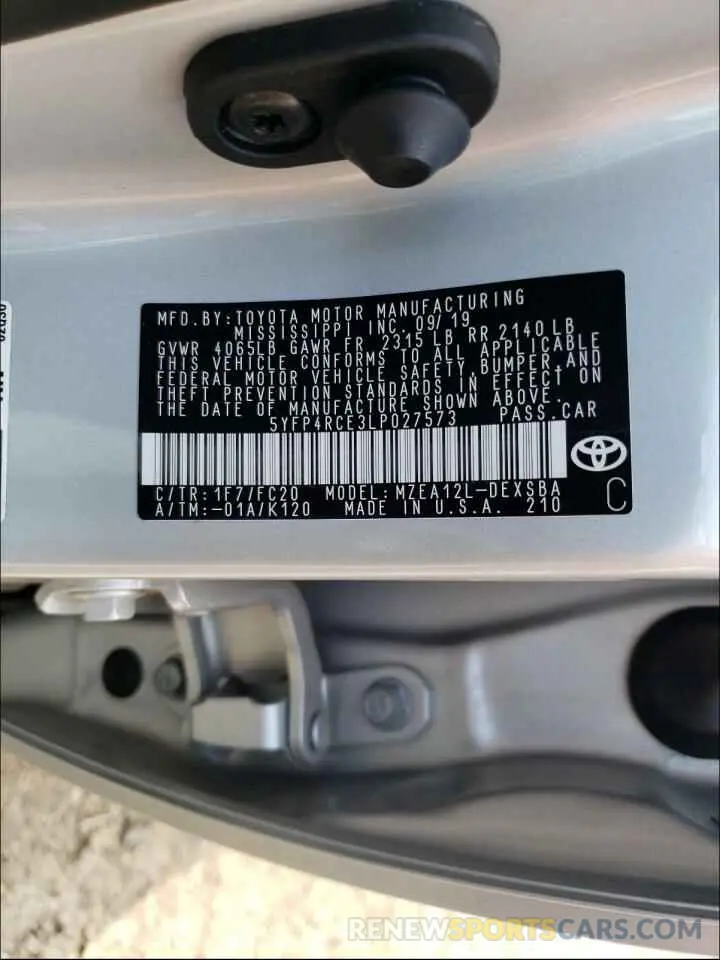 MFD.BY:TOYOTA MOTOR MANUFACTURING
MISSISSIPPI INC. 09/19
GVWR 4065LB GAWR FR. 2315 LB, RR 2140 LB
THIS VEHICLE CONFORMS TO ALL APPLICABLE
FEDERAL MOTOR VEHICLE SAFETY,BUMPER,AND
THEFT PREVENTION STANDARDS IN EFFECT ON
THE DATE OF MANUFACTURE SHOWN ABOVE.
5YFP4RCE3LP027573 PASS.CAR
C/TR: 1F7/FC20 MODEL: MZEA12L-DEXSBA
A/TM:-01A/K120 MADE IN U.S.A. 210 C
RENEWSPORTSCARS.COM